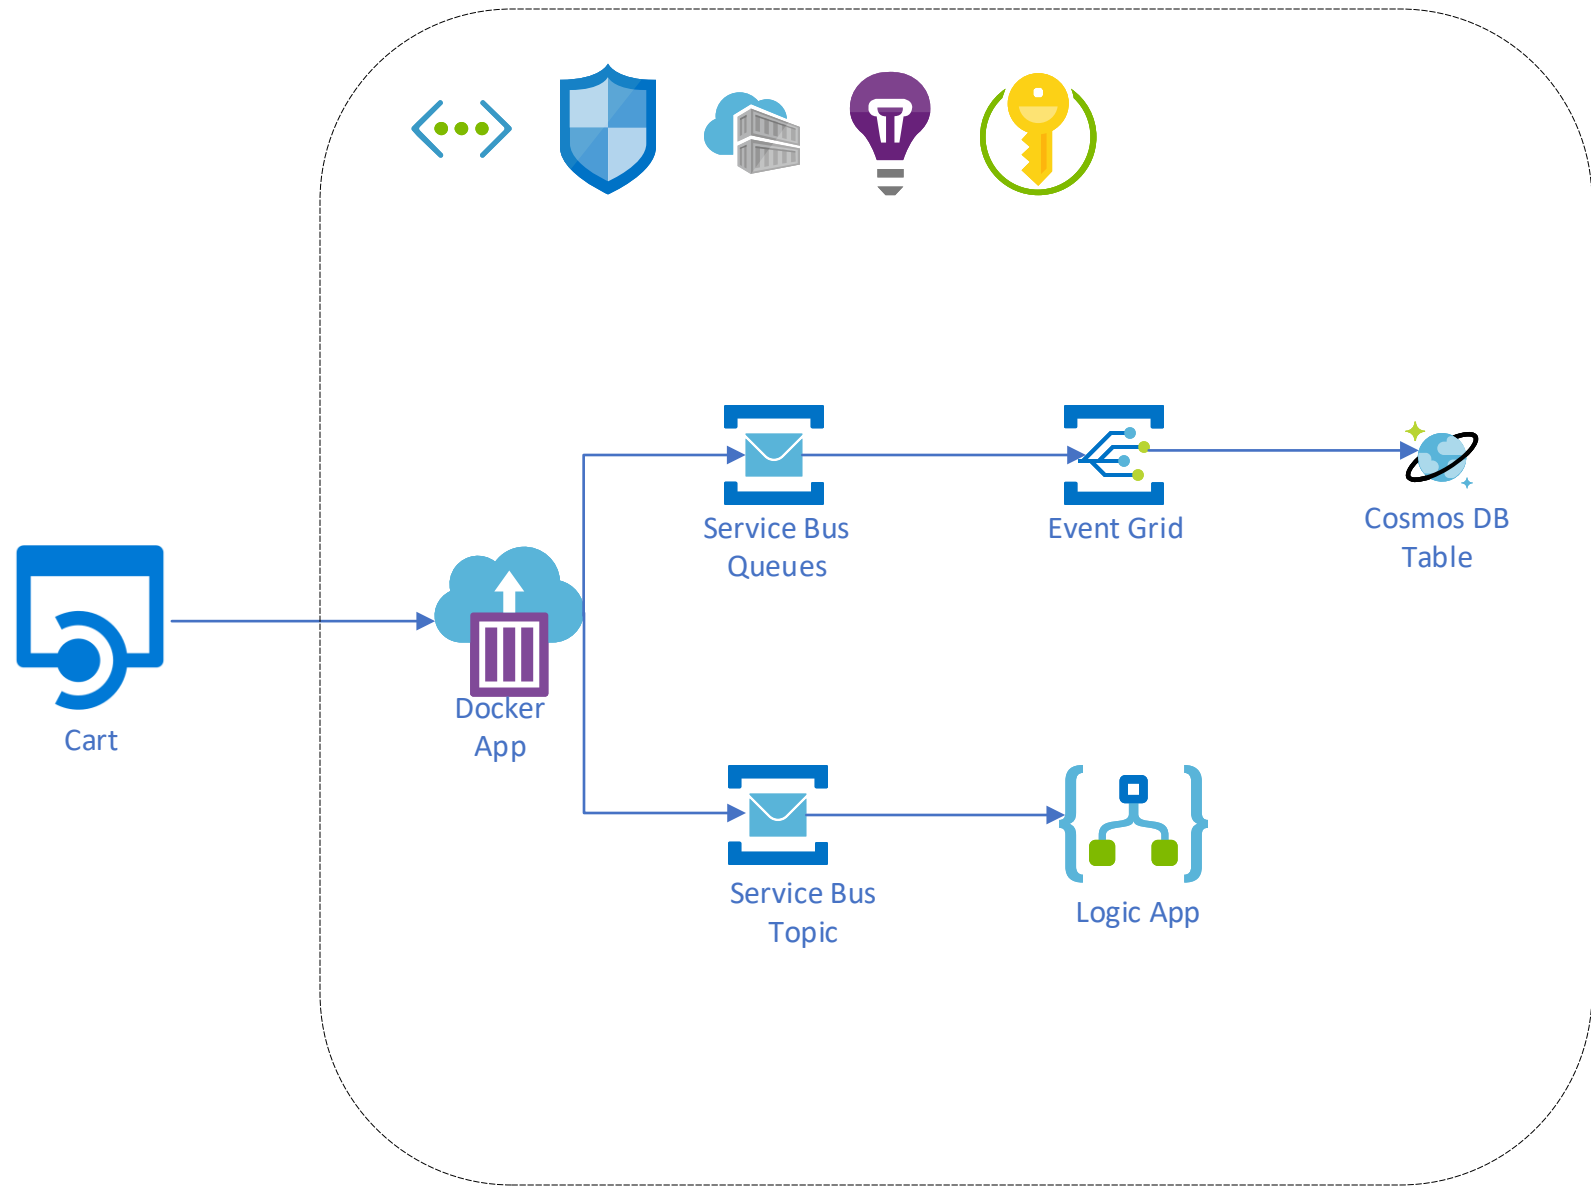 Service Bus
Queues
Event Grid
Cosmos DB
Table
Cart
Docker
App
Service Bus
Topic
Logic App